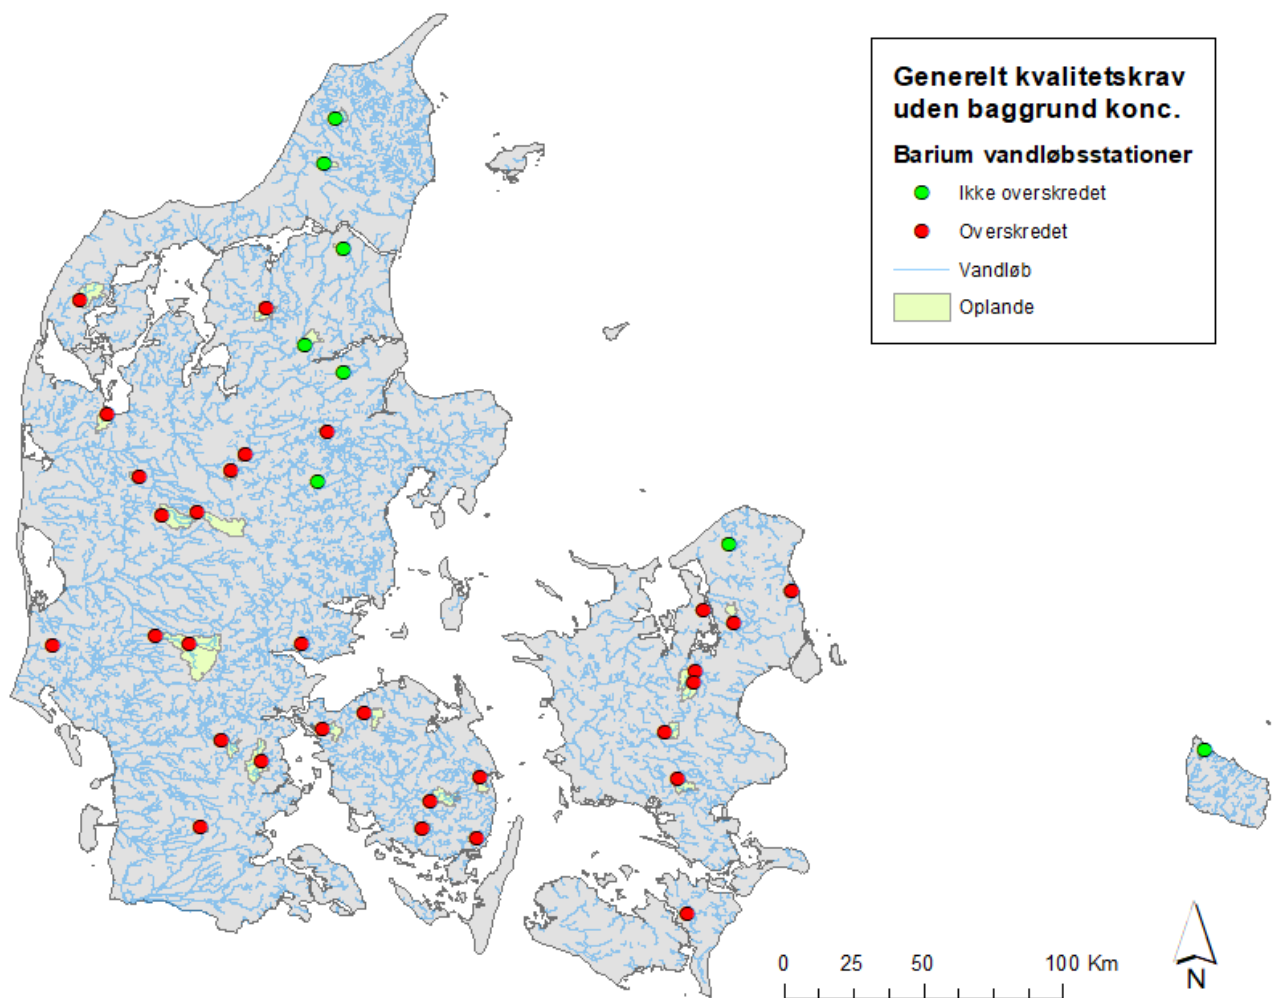 Generelt kvalitetskrav
uden baggrund konc.
Barium vandløbsstationer
Ikke overskredet
Overskredet
Vandløb
Oplande
0 25 50 100 Km
N